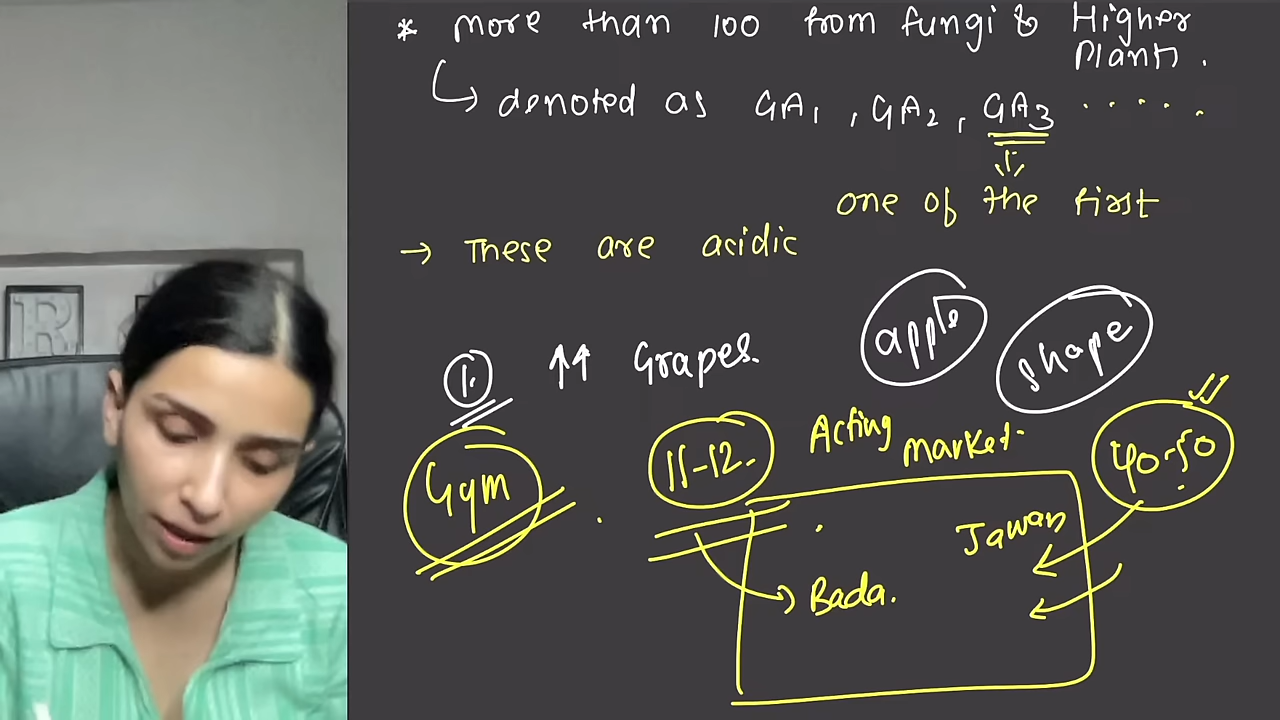 * more than 100 from fungi & Higher
Plants.
↳ denoted as GA1, GA2, GA3 .....
one of the first
→ These are acidic
apple
shape
1. ↑↑ Grapes.
Gym
11-12.
Acting market.
40-50
Jawan
→ Bada.
R